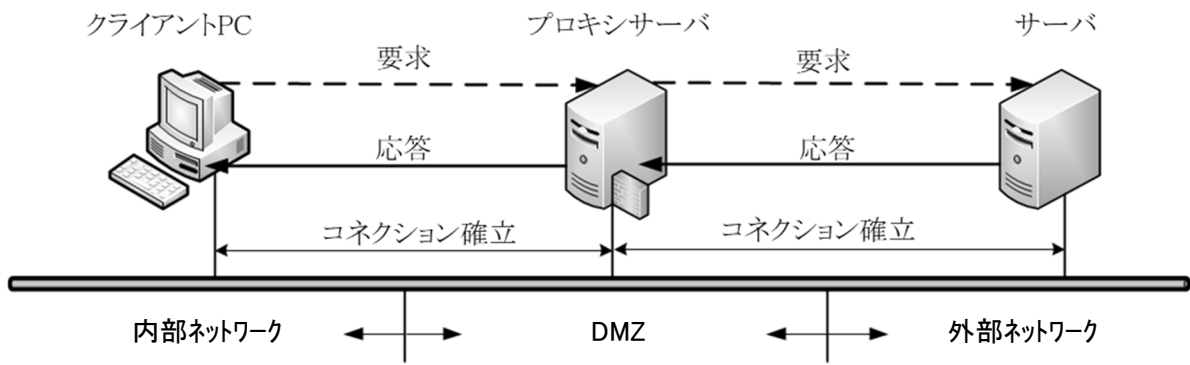 クライアントPC
プロキシサーバ
サーバ
要求
要求
応答
応答
コネクション確立
コネクション確立
内部ネットワーク
DMZ
外部ネットワーク